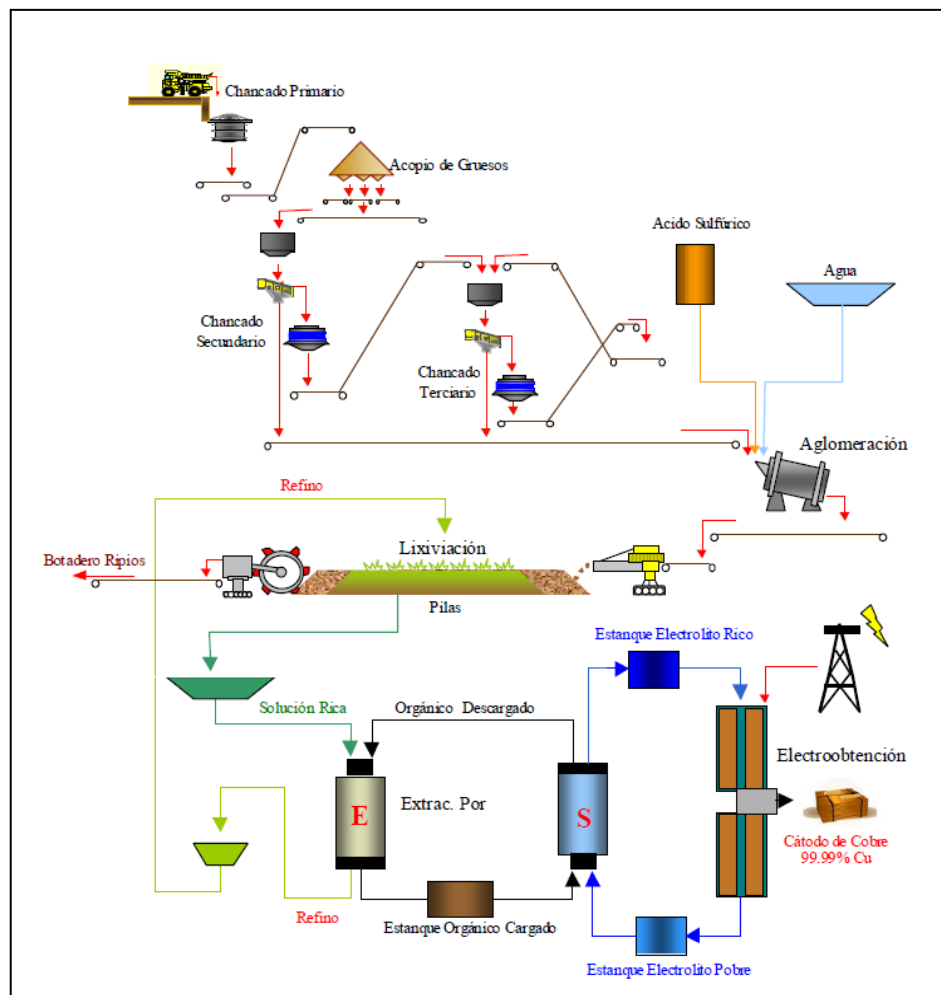 Chancado Primario
Acopio de Gruesos
Acido Sulfúrico
Agua
Chancado
Secundario
Chancado
Terciario
Aglomeración
Refino
Lixiviación
Botadero Ripios
Pilas
Estanque Electrolito Rico
Solución Rica
Orgánico Descargado
Electroobtención
E
Extrac. Por
S
Cátodo de Cobre
99.99% Cu
Refino
Estanque Orgánico Cargado
Estanque Electrolito Pobre